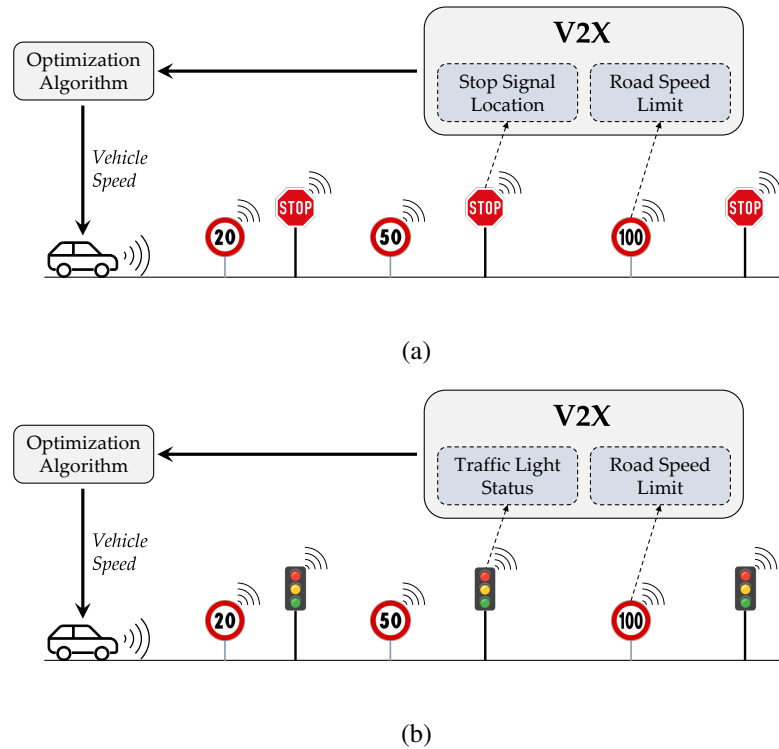 V2X
Optimization
Algorithm
Stop Signal
Location
Road Speed
Limit
Vehicle
Speed
STOP
STOP
STOP
20
50
100
(a)
V2X
Optimization
Algorithm
Traffic Light
Status
Road Speed
Limit
Vehicle
Speed
20
50
100
(b)